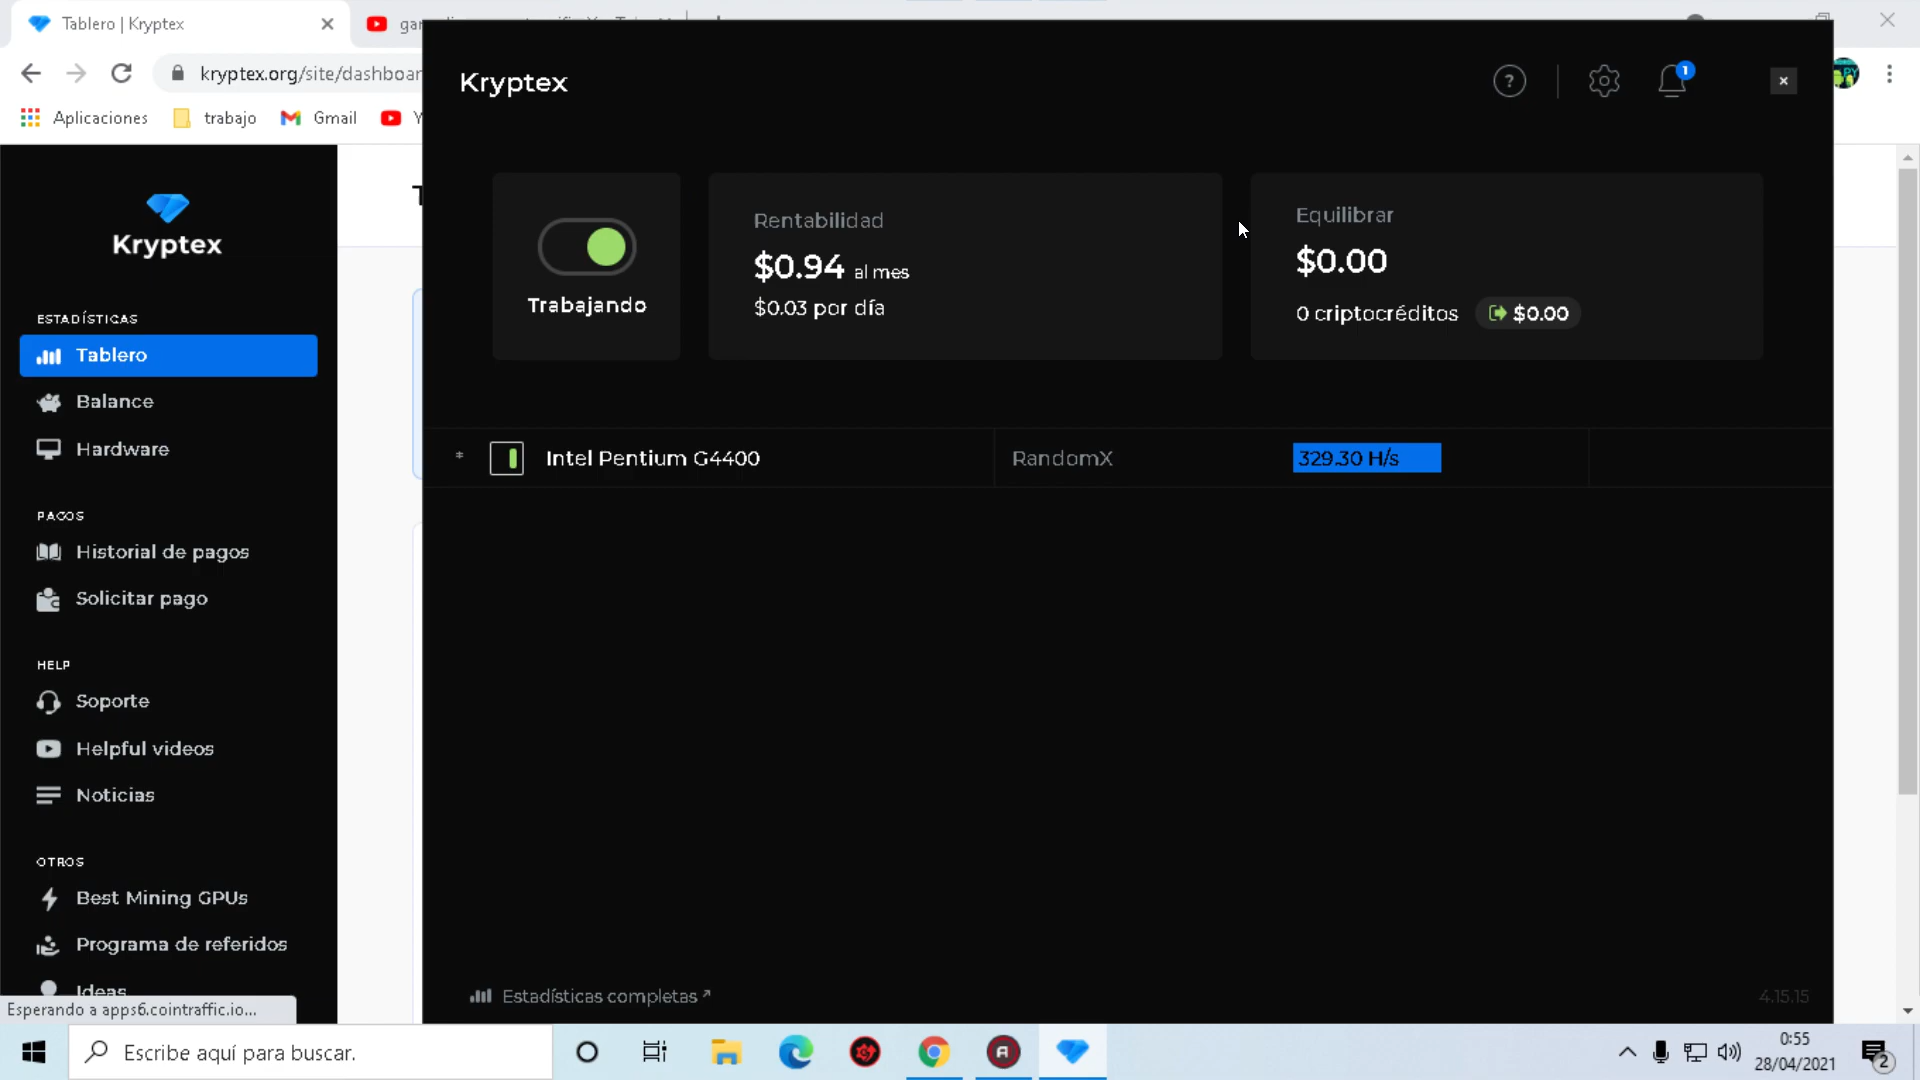 Tablero | Kryptex
kryptex.org/site/dashboar
Aplicaciones
trabajo
Gmail
Kryptex
?
1
Kryptex
ESTADÍSTICAS
Tablero
Balance
Hardware
PAGOS
Historial de pagos
Solicitar pago
HELP
Soporte
Helpful videos
Noticias
OTROS
Best Mining GPUs
Programa de referidos
Ideas
Esperando a apps6.cointraffic.io...
Trabajando
Rentabilidad
$0.94 al mes
$0.03 por día
Equilibrar
$0.00
0 criptocréditos $0.00
* Intel Pentium G4400 RandomX 329.30 H/s
Estadísticas completas
4.15.15
Escribe aquí para buscar.
0:55
28/04/2021
2